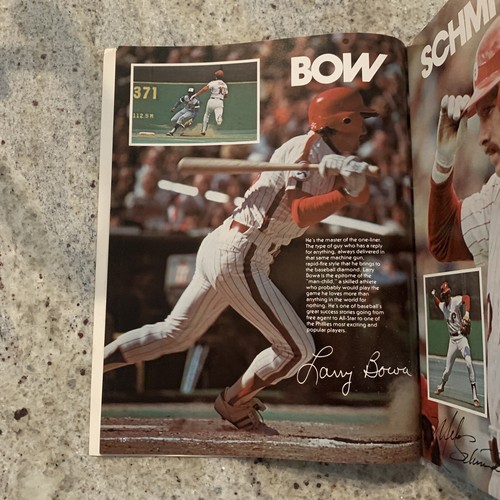 BOW
SCHMI
371
112.9 M
He's the master of the one-liner.
The type of guy who has a reply
for anything, always delivered in
that same machine gun,
rapid-fire style that he brings to
the baseball diamond. Larry
Bowa is the epitome of the
"man-child," a skilled athlete
who probably would play the
game he loves more than
anything in the world for
nothing. He's one of baseball's
great success stories going from
free agent to All-Star to one of
the Phillies most exciting and
popular players.
Larry Bowa